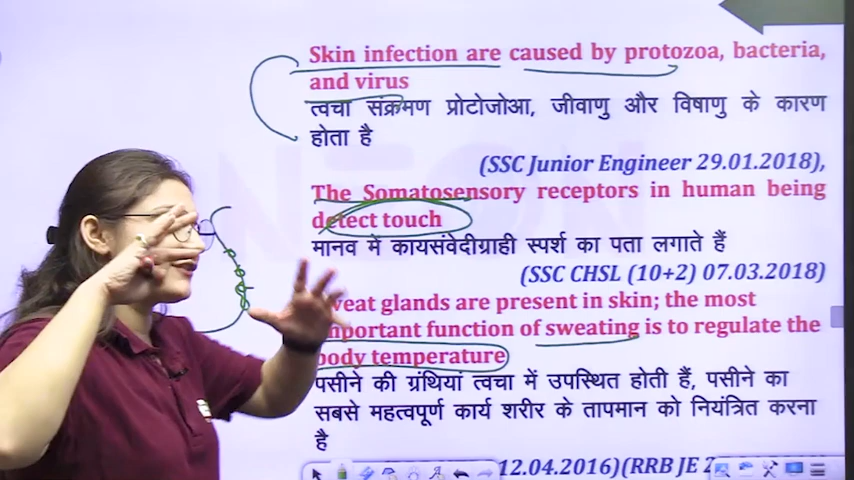 Skin infection are caused by protozoa, bacteria,
and virus
त्वचा संक्रमण प्रोटोजोआ, जीवाणु और विषाणु के कारण
होता है
(SSC Junior Engineer 29.01.2018),
The Somatosensory receptors in human being
detect touch
मानव में कायसंवेदीग्राही स्पर्श का पता लगाते हैं
(SSC CHSL (10+2) 07.03.2018)
weat glands are present in skin; the most
mportant function of sweating is to regulate the
body temperature
पसीने की ग्रंथियां त्वचा में उपस्थित होती हैं, पसीने का
सबसे महत्वपूर्ण कार्य शरीर के तापमान को नियंत्रित करना
है
12.04.2016)(RRB JE 2